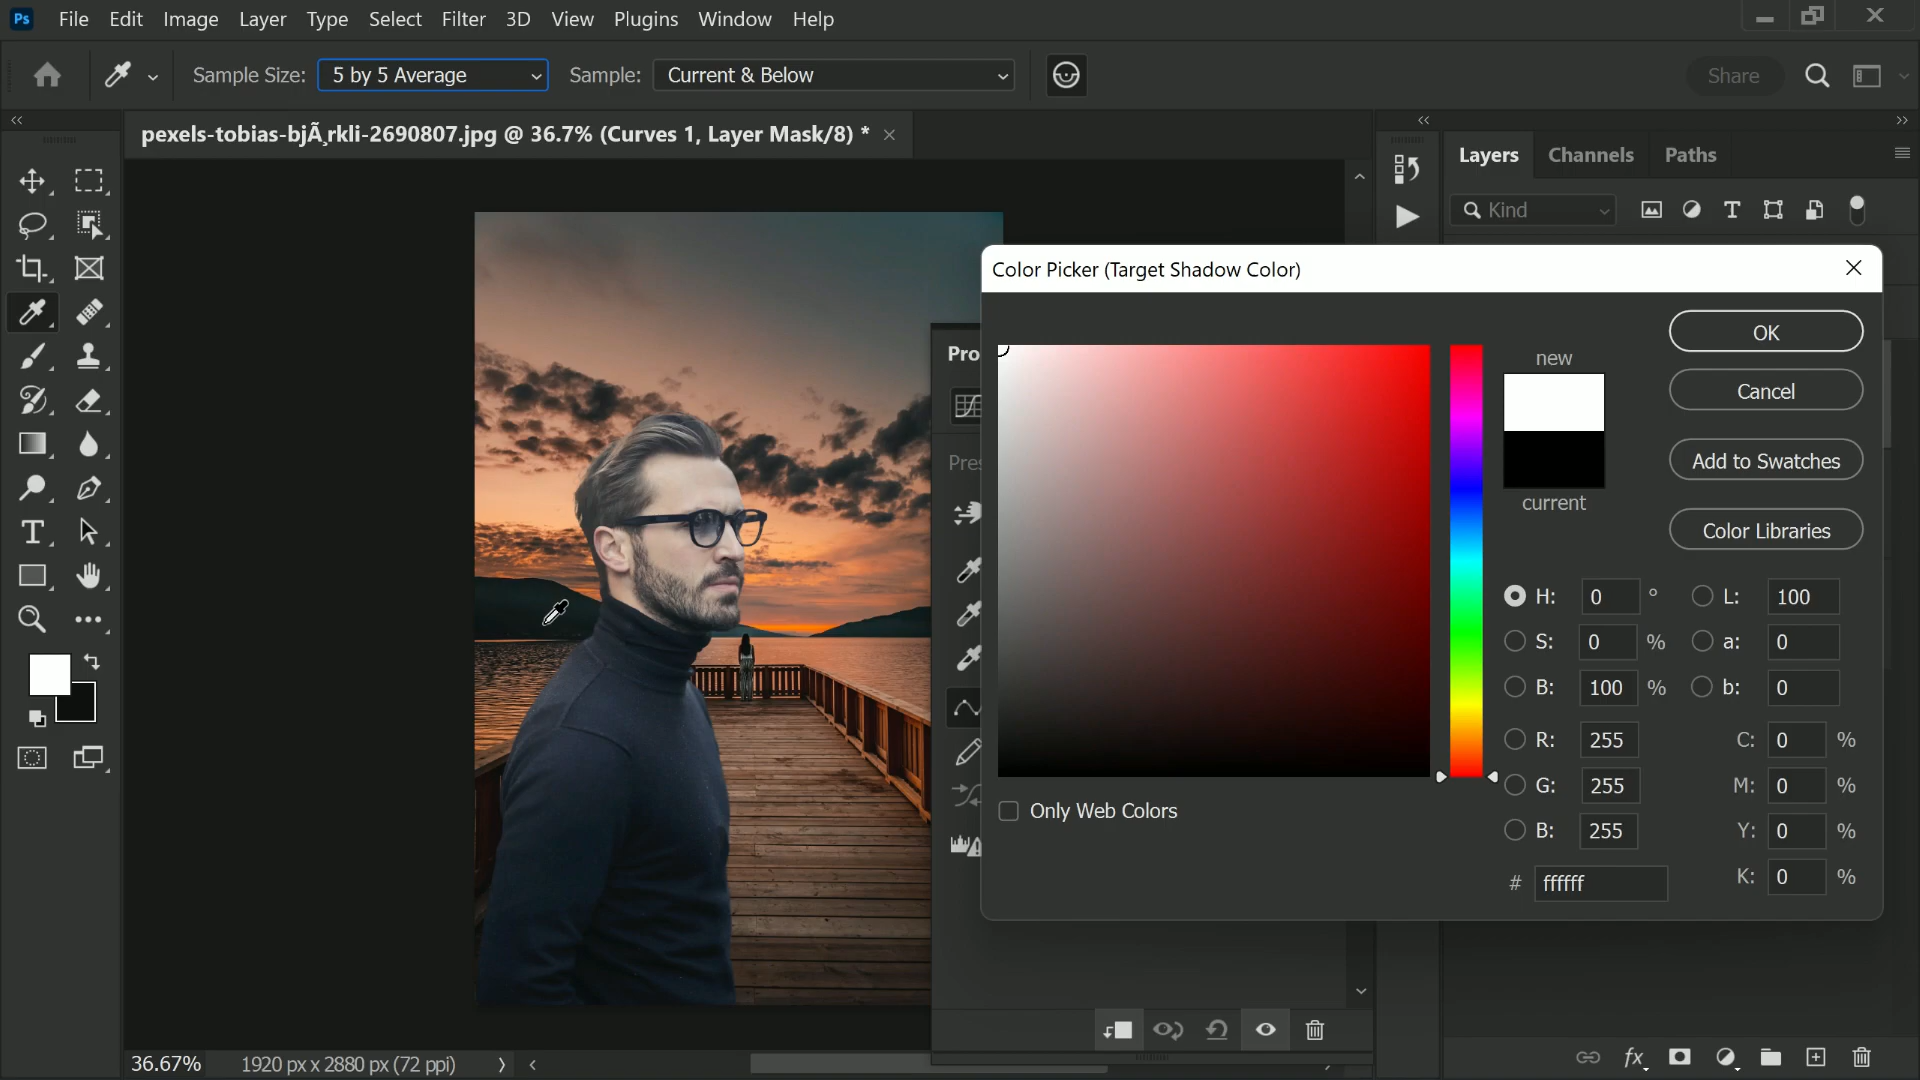 Ps File Edit Image Layer Type Select Filter 3D View Plugins Window Help
Sample Size: 5 by 5 Average Sample: Current & Below Share
pexels-tobias-bjÃ¸rkli-2690807.jpg @ 36.7% (Curves 1, Layer Mask/8) *
Layers Channels Paths
Kind
Color Picker (Target Shadow Color)
Pro
Pres
new
current
OK
Cancel
Add to Swatches
Color Libraries
H: 0 ° L: 100
S: 0 % a: 0
B: 100 % b: 0
R: 255 C: 0 %
G: 255 M: 0 %
B: 255 Y: 0 %
# ffffff K: 0 %
Only Web Colors
36.67% 1920 px x 2880 px (72 ppi)
fx